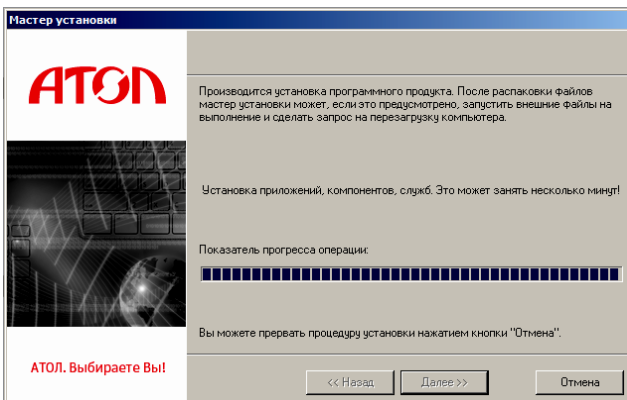 Мастер установки
АТОЛ
Производится установка программного продукта. После распаковки файлов
мастер установки может, если это предусмотрено, запустить внешние файлы на
выполнение и сделать запрос на перезагрузку компьютера.
Установка приложений, компонентов, служб. Это может занять несколько минут!
Показатель прогресса операции:
Вы можете прервать процедуру установки нажатием кнопки "Отмена".
АТОЛ. Выбираете Вы!
<< Назад
Далее >>
Отмена